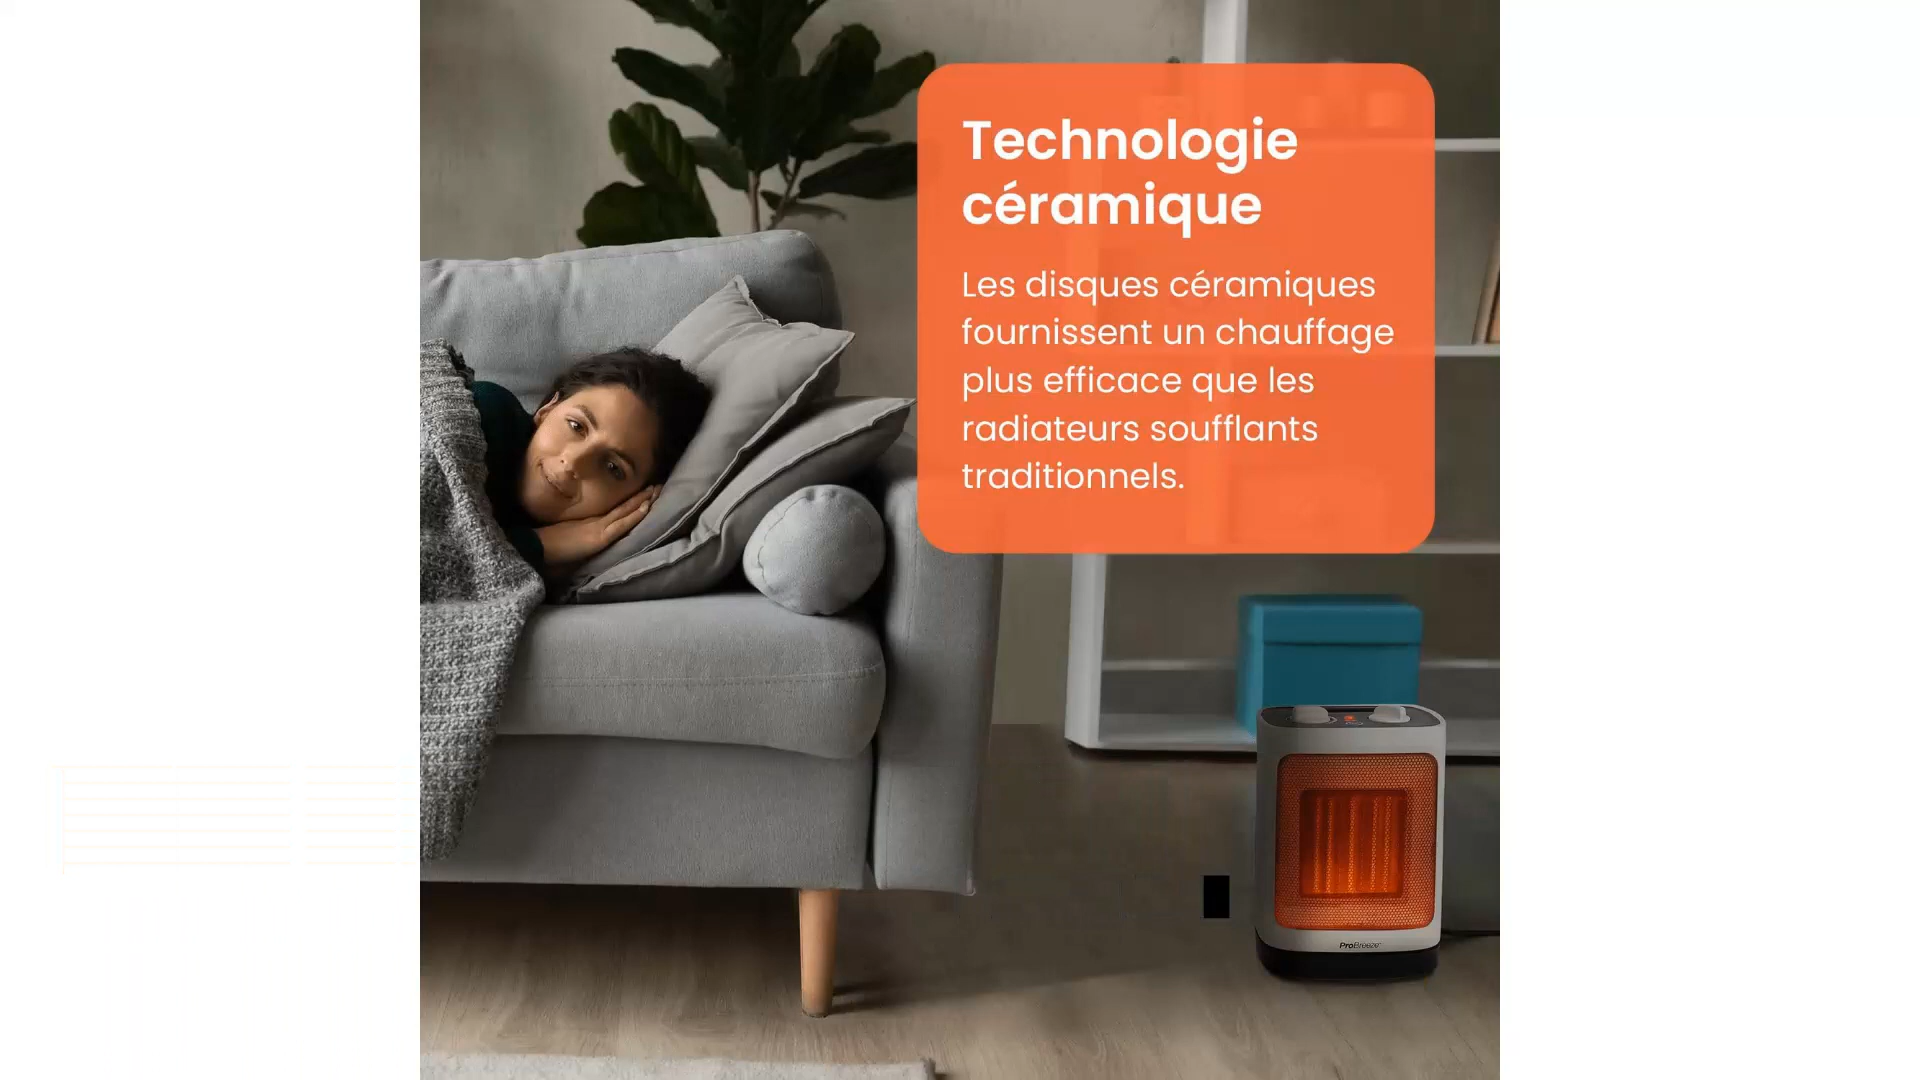 Technologie
céramique
Les disques céramiques
fournissent un chauffage
plus efficace que les
radiateurs soufflants
traditionnels.
ProBreeze